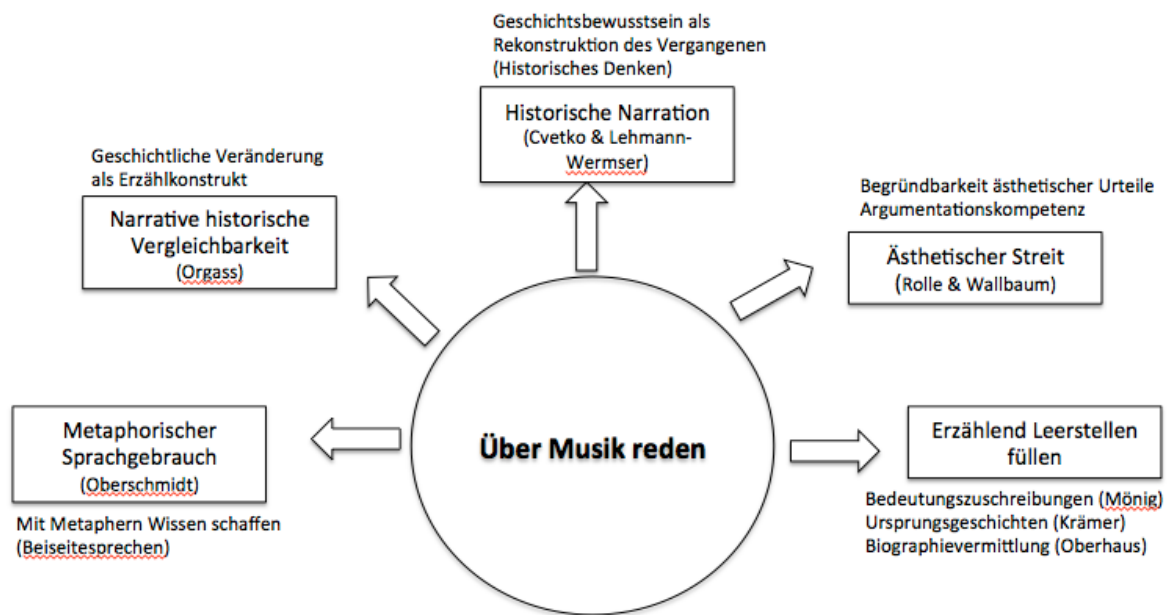 Geschichtsbewusstsein als
Rekonstruktion des Vergangenen
(Historisches Denken)
Historische Narration
(Cvetko & Lehmann-
Wermser)
Geschichtliche Veränderung
als Erzählkonstrukt
Narrative historische
Vergleichbarkeit
(Orgass)
Begründbarkeit ästhetischer Urteile
Argumentationskompetenz
Ästhetischer Streit
(Rolle & Wallbaum)
Metaphorischer
Sprachgebrauch
(Oberschmidt)
Mit Metaphern Wissen schaffen
(Beiseitesprechen)
Über Musik reden
Erzählend Leerstellen
füllen
Bedeutungszuschreibungen (Mönig)
Ursprungsgeschichten (Krämer)
Biographievermittlung (Oberhaus)